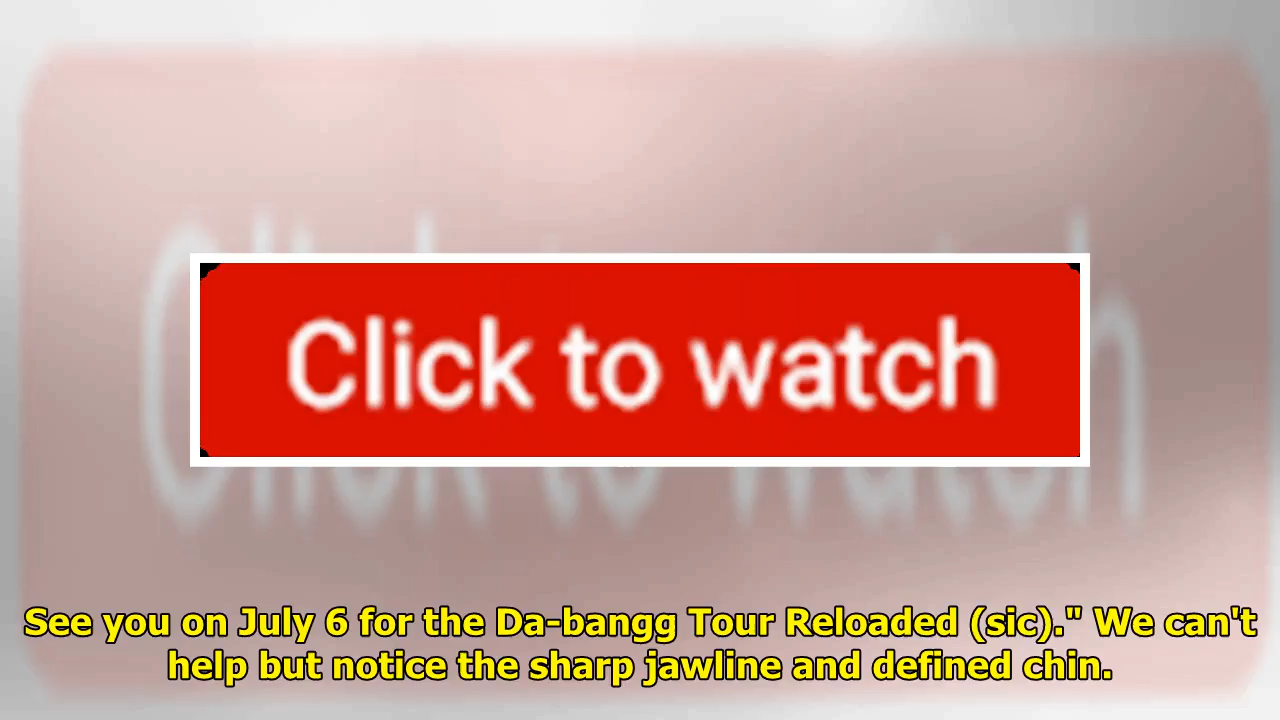 Click to watch
See you on July 6 for the Da-bangg Tour Reloaded (sic)." We can't
help but notice the sharp jawline and defined chin.